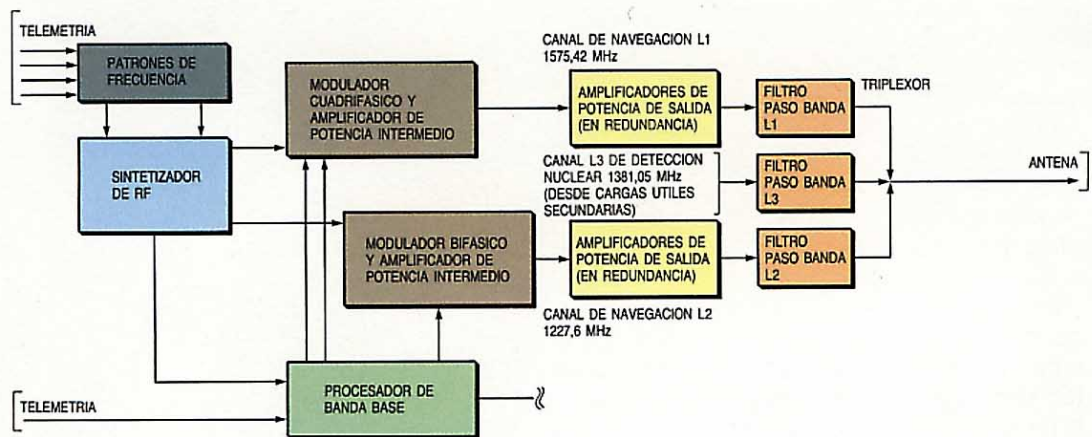 TELEMETRIA
PATRONES DE
FRECUENCIA
SINTETIZADOR
DE RF
MODULADOR
CUADRIFASICO Y
AMPLIFICADOR DE
POTENCIA INTERMEDIO
MODULADOR BIFASICO
Y AMPLIFICADOR DE
POTENCIA INTERMEDIO
PROCESADOR DE
BANDA BASE
TELEMETRIA
CANAL DE NAVEGACION L1
1575,42 MHz
AMPLIFICADORES DE
POTENCIA DE SALIDA
(EN REDUNDANCIA)
CANAL L3 DE DETECCION
NUCLEAR 1381,05 MHz
(DESDE CARGAS UTILES
SECUNDARIAS)
AMPLIFICADORES DE
POTENCIA DE SALIDA
(EN REDUNDANCIA)
CANAL DE NAVEGACION L2
1227,6 MHz
FILTRO
PASO BANDA
L1
FILTRO
PASO BANDA
L3
FILTRO
PASO BANDA
L2
TRIPLEXOR
ANTENA